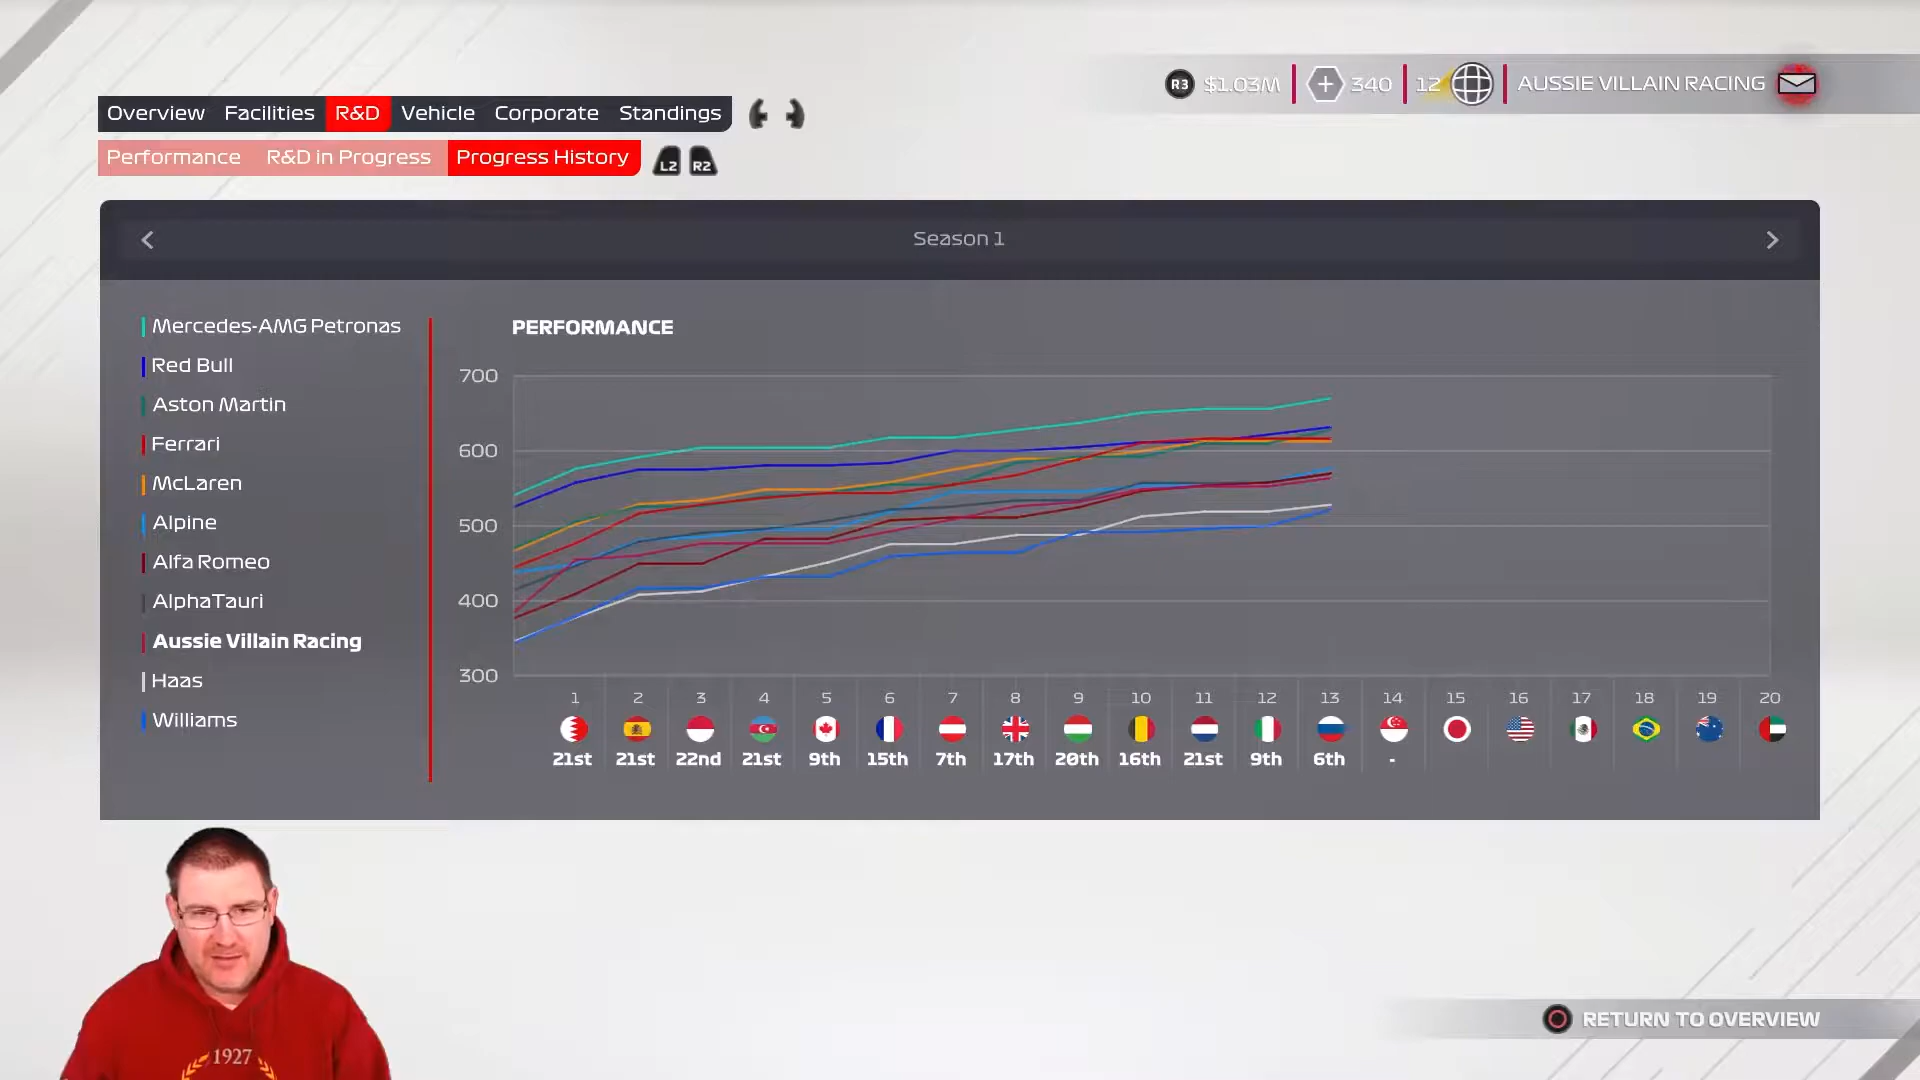 R3 $1.03M 340 12 AUSSIE VILLAIN RACING
Overview Facilities R&D Vehicle Corporate Standings
Performance R&D in Progress Progress History L2 R2
Season 1
Mercedes-AMG Petronas
Red Bull
Aston Martin
Ferrari
McLaren
Alpine
Alfa Romeo
AlphaTauri
Aussie Villain Racing
Haas
Williams
PERFORMANCE
700
600
500
400
300
1 2 3 4 5 6 7 8 9 10 11 12 13 14 15 16 17 18 19 20
21st 21st 22nd 21st 9th 15th 7th 17th 20th 16th 21st 9th 6th -
1927
RETURN TO OVERVIEW